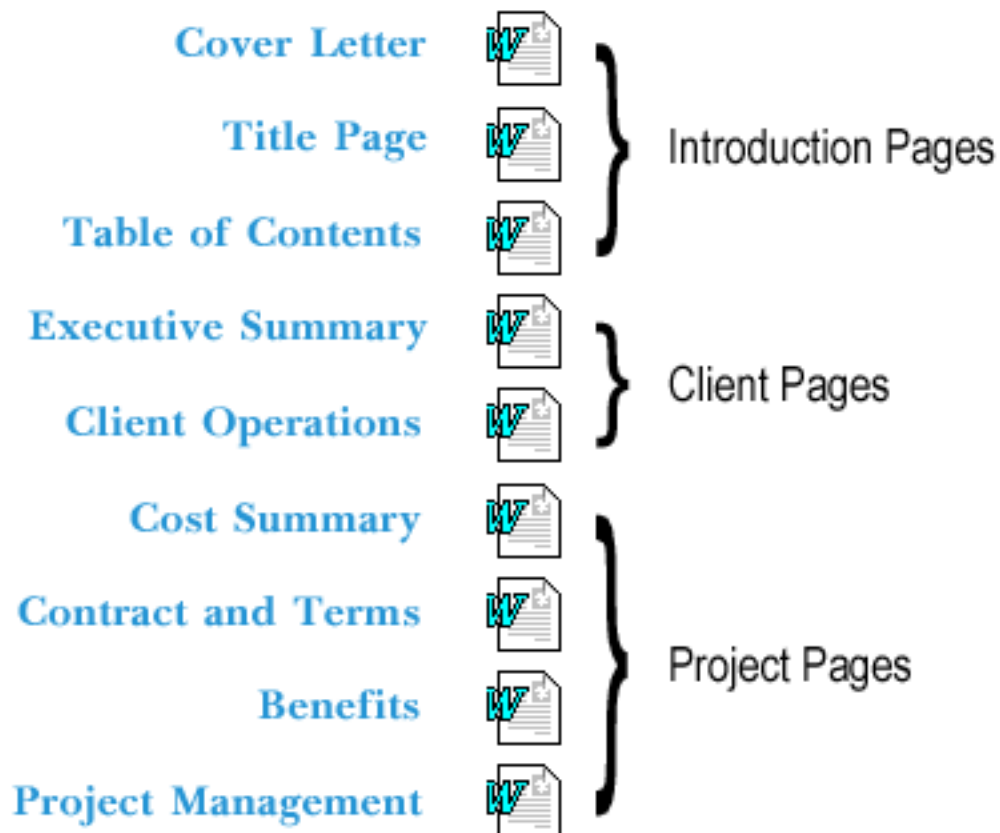 Cover Letter
Title Page
Table of Contents
Introduction Pages
Executive Summary
Client Operations
Client Pages
Cost Summary
Contract and Terms
Benefits
Project Management
Project Pages